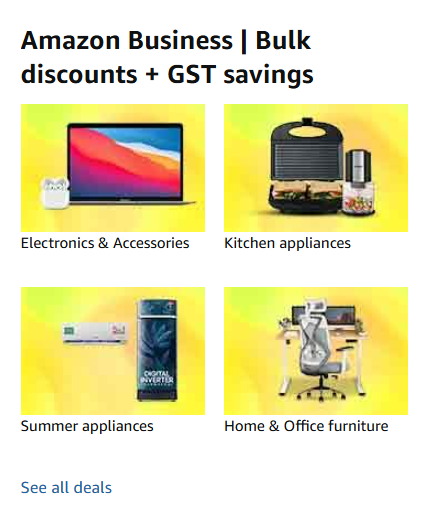 Amazon Business | Bulk
discounts + GST savings
Electronics & Accessories
Kitchen appliances
DIGITAL
INVERTER
Summer appliances
Home & Office furniture
See all deals